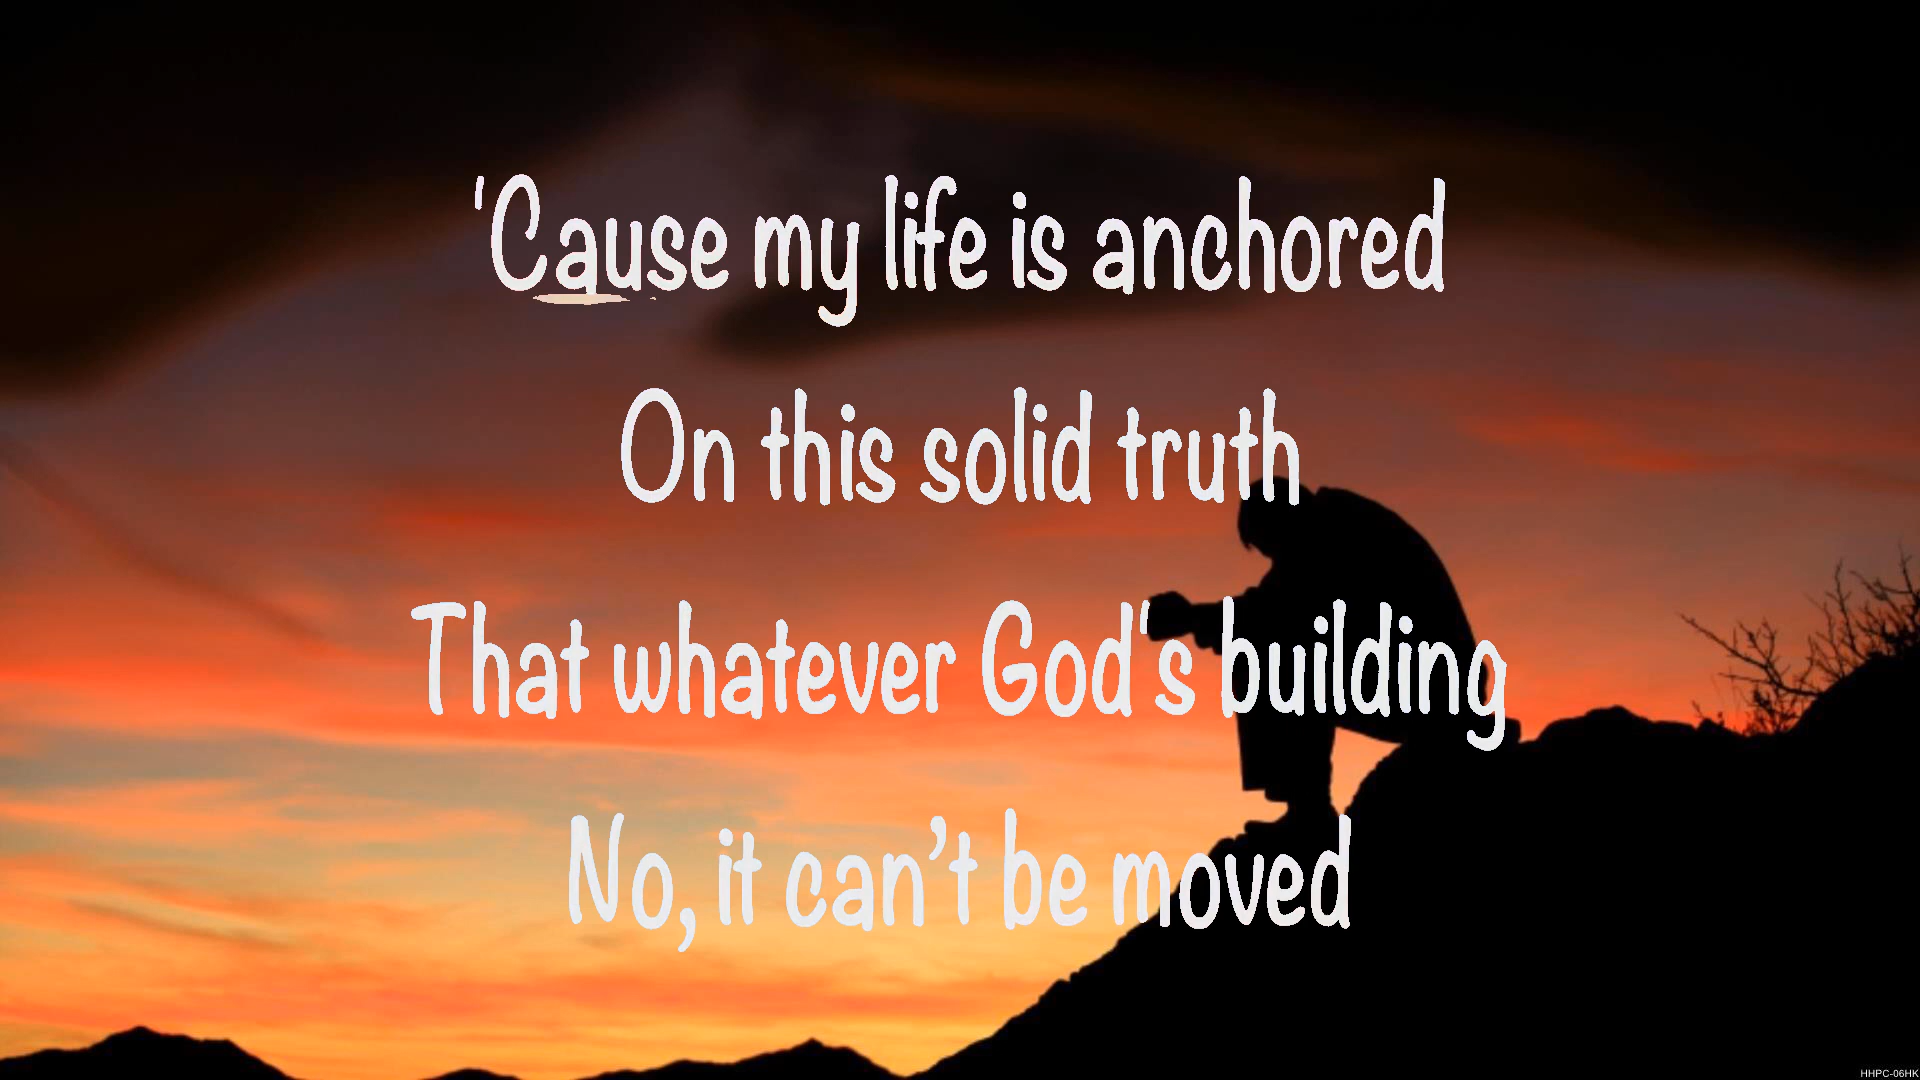 'Cause my life is anchored
On this solid truth
That whatever God's building
No, it can’t be moved
HHPC-06HK